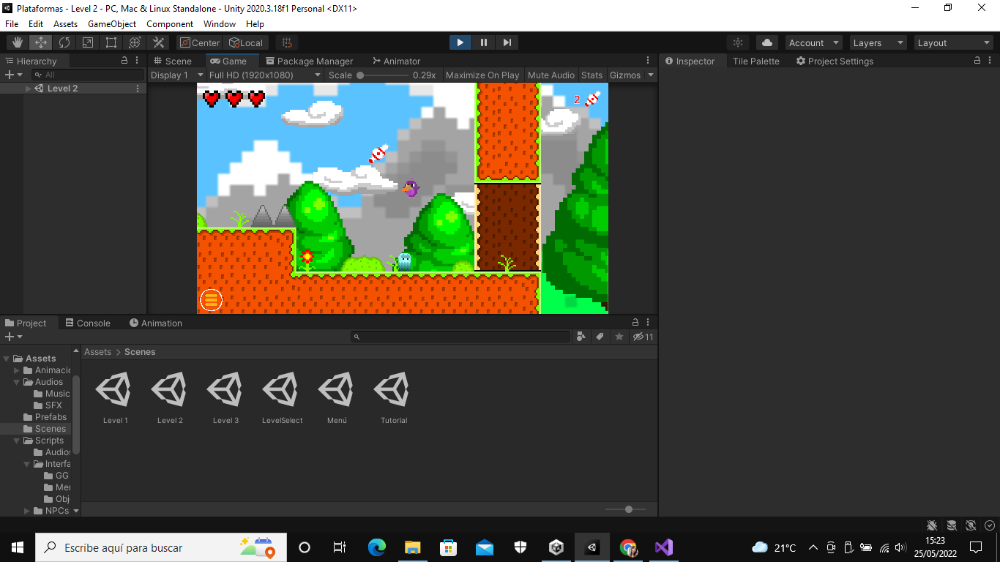 Plataformas - Level 2 - PC, Mac & Linux Standalone - Unity 2020.3.18f1 Personal <DX11>
File Edit Assets GameObject Component Window Help
Center Local Account Layers Layout
Hierarchy Scene Game Package Manager Animator Inspector Tile Palette Project Settings
All Display 1 Full HD (1920x1080) Scale 0.29x Maximize On Play Mute Audio Stats Gizmos
Level 2
2
Project Console Animation
11
Assets > Scenes
Assets
Animacic
Audios
Music
SFX
Prefabs
Scenes
Scripts
Audios
Interfa
GG
Mer
Obj
NPCs
Level 1 Level 2 Level 3 LevelSelect Menú Tutorial
Escribe aquí para buscar
21°C
15:23
25/05/2022